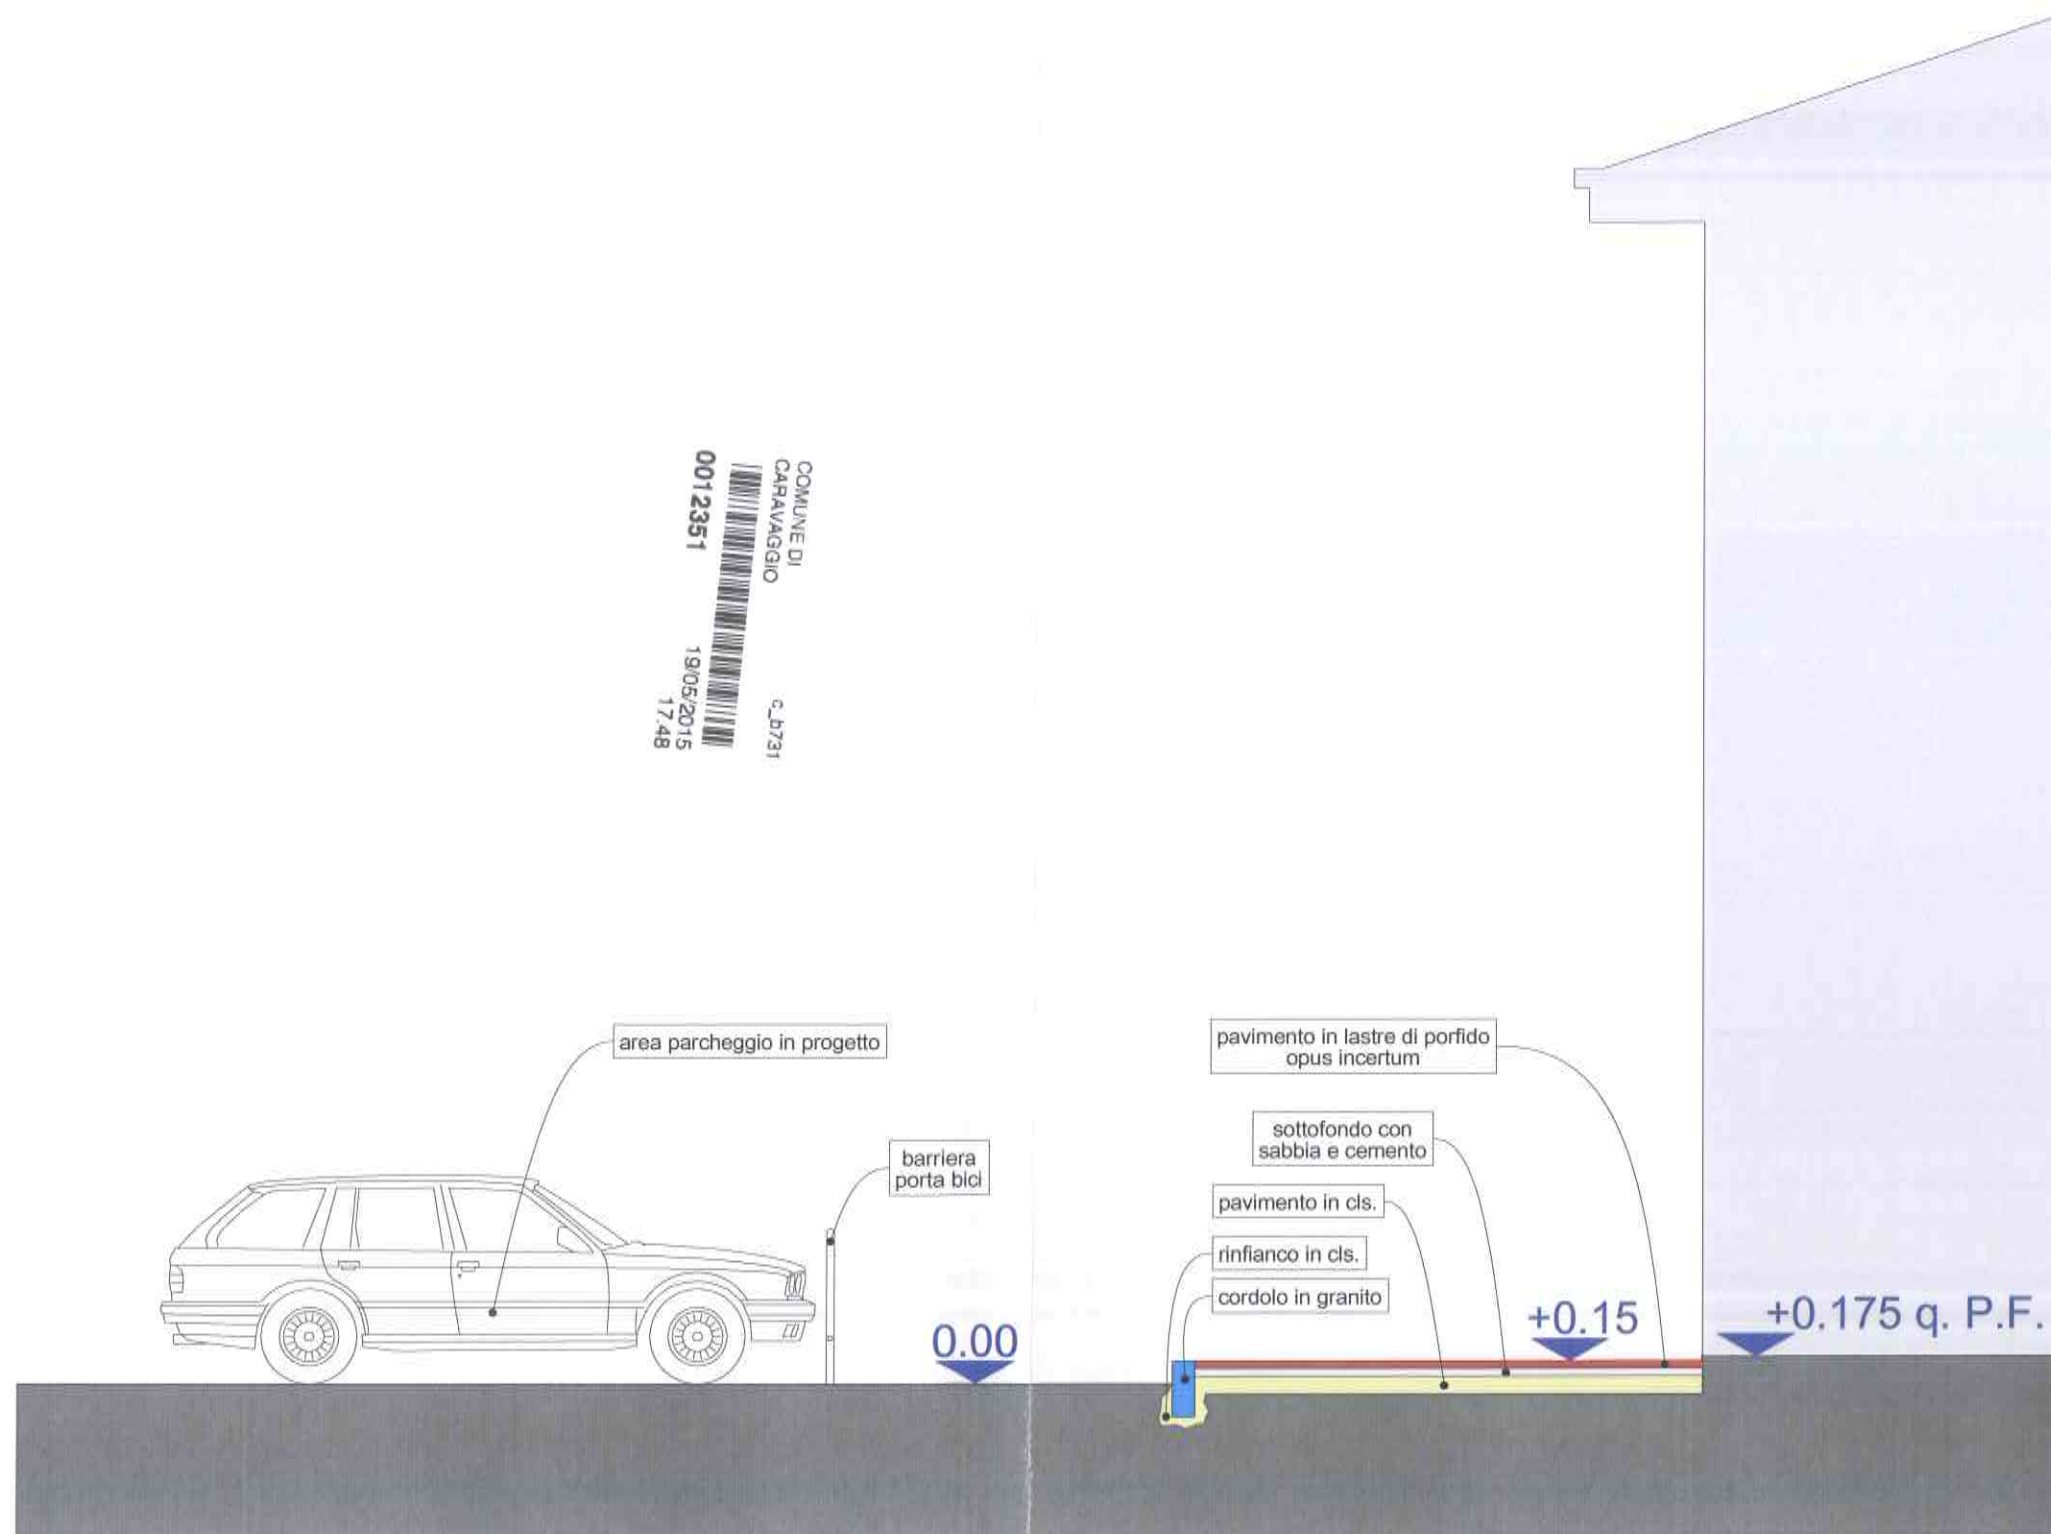 COMUNE DI
CARAVAGGIO
c_b731
0012351
19/05/2015
17.48
area parcheggio in progetto
barriera
porta bici
pavimento in lastre di porfido
opus incertum
sottofondo con
sabbia e cemento
pavimento in cls.
rinfianco in cls.
cordolo in granito
0.00
+0.15
+0.175 q. P.F.